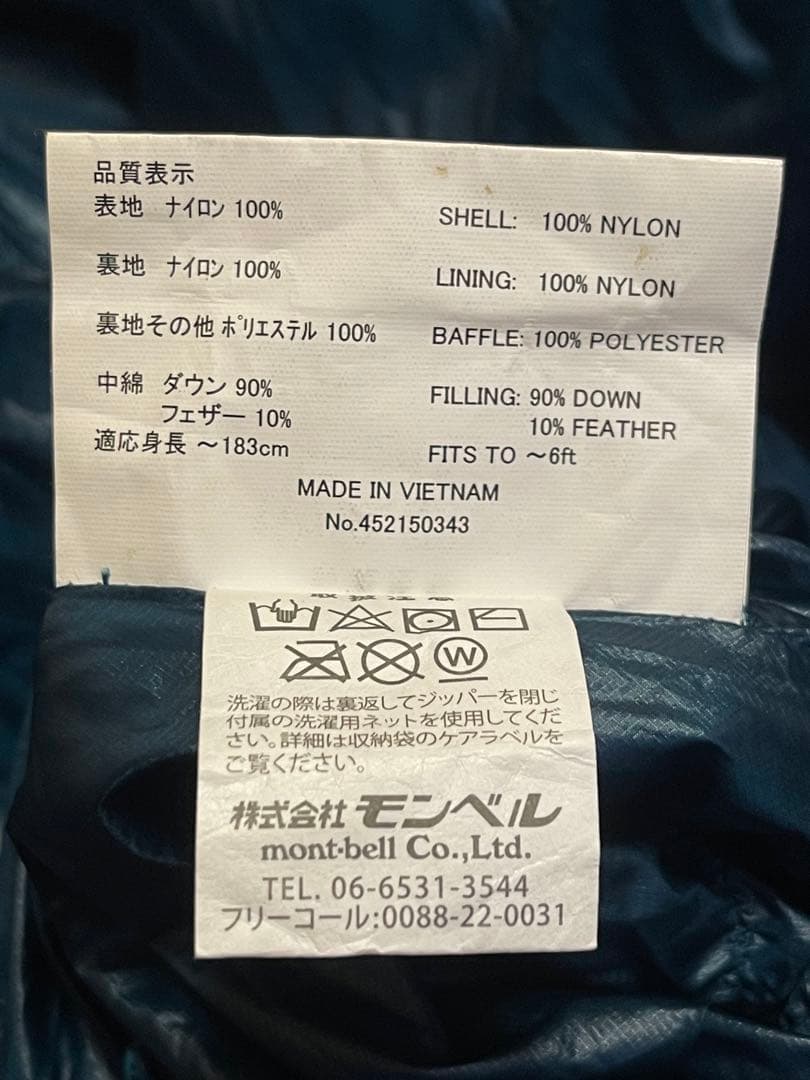 品質表示
表地 ナイロン 100% SHELL: 100% NYLON
裏地 ナイロン 100% LINING: 100% NYLON
裏地その他 ポリエステル 100% BAFFLE: 100% POLYESTER
中綿 ダウン 90% FILLING: 90% DOWN
フェザー 10% 10% FEATHER
適応身長 ～183cm FITS TO ～6ft
MADE IN VIETNAM
No.452150343
取扱注意
W
洗濯の際は裏返してジッパーを閉じ
付属の洗濯用ネットを使用してくだ
さい。詳細は収納袋のケアラベルを
ご覧ください。
株式会社 モンベル
mont-bell Co.,Ltd.
TEL. 06-6531-3544
フリーコール:0088-22-0031